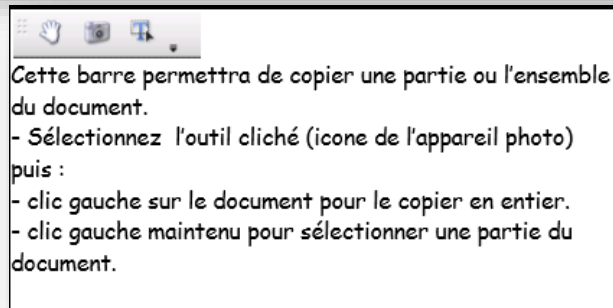 Cette barre permettra de copier une partie ou l'ensemble
du document.
- Sélectionnez l'outil cliché (icone de l'appareil photo)
puis :
- clic gauche sur le document pour le copier en entier.
- clic gauche maintenu pour sélectionner une partie du
document.